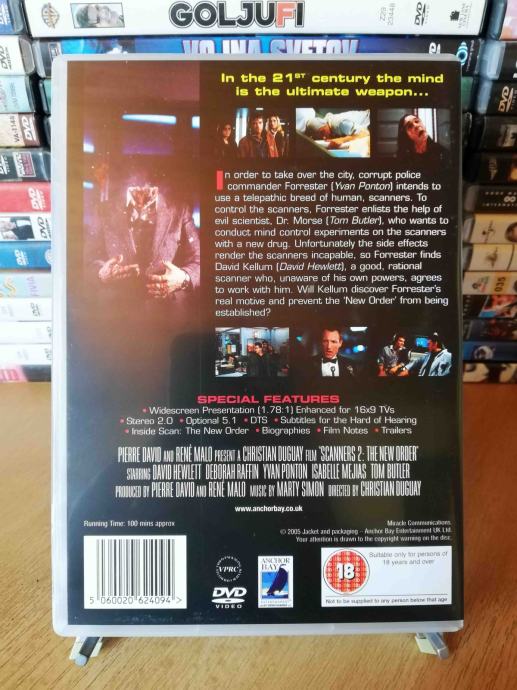 GOLJUFI
VOJNA SVETOV
In the 21ST century the mind
is the ultimate weapon...
In order to take over the city, corrupt police
commander Forrester (Yvan Ponton) intends to
use a telepathic breed of human, scanners. To
control the scanners, Forrester enlists the help of
evil scientist, Dr. Morse (Tom Butler), who wants to
conduct mind control experiments on the scanners
with a new drug. Unfortunately the side effects
render the scanners incapable, so Forrester finds
David Kellum (David Hewlett), a good, rational
scanner who, unaware of his own powers, agrees
to work with him. Will Kellum discover Forrester's
real motive and prevent the 'New Order' from being
established?
SPECIAL FEATURES
• Widescreen Presentation (1.78:1) Enhanced for 16x9 TVs
• Stereo 2.0 • Optional 5.1 • DTS • Subtitles for the Hard of Hearing
• Inside Scan: The New Order • Biographies • Film Notes • Trailers
PIERRE DAVID AND RENÉ MALO PRESENT A CHRISTIAN DUGUAY FILM 'SCANNERS 2: THE NEW ORDER'
STARRING DAVID HEWLETT DEBORAH RAFFIN YVAN PONTON ISABELLE MEJIAS TOM BUTLER
PRODUCED BY PIERRE DAVID AND RENE MALO MUSIC BY MARTY SIMON DIRECTED BY CHRISTIAN DUGUAY
www.anchorbay.co.uk
Running Time: 100 mins approx
Miracle Communications.
© 2005 Jacket and packaging – Anchor Bay Entertainment UK Ltd.
Your attention is drawn to the copyright warning on the disc.
5 060020 624094 >
VPRC
DVD
VIDEO
ANCHOR
BAY
18
Suitable only for persons of
18 years and over
Not to be supplied to any person below that age